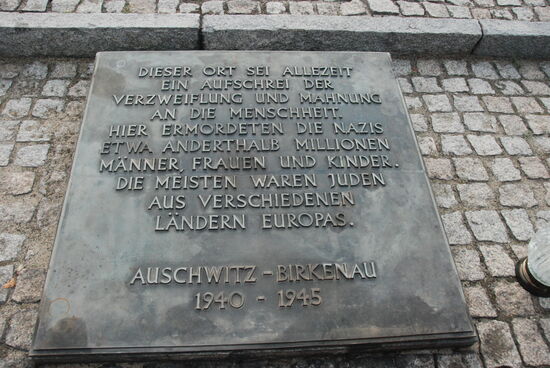 DIESER ORT SEI ALLEZEIT
EIN AUFSCHREI DER
VERZWEIFLUNG UND MAHNUNG
AN DIE MENSCHHEIT.
HIER ERMORDETEN DIE NAZIS
ETWA ANDERTHALB MILLIONEN
MÄNNER, FRAUEN UND KINDER.
DIE MEISTEN WAREN JUDEN
AUS VERSCHIEDENEN
LÄNDERN EUROPAS.
AUSCHWITZ - BIRKENAU
1940 - 1945